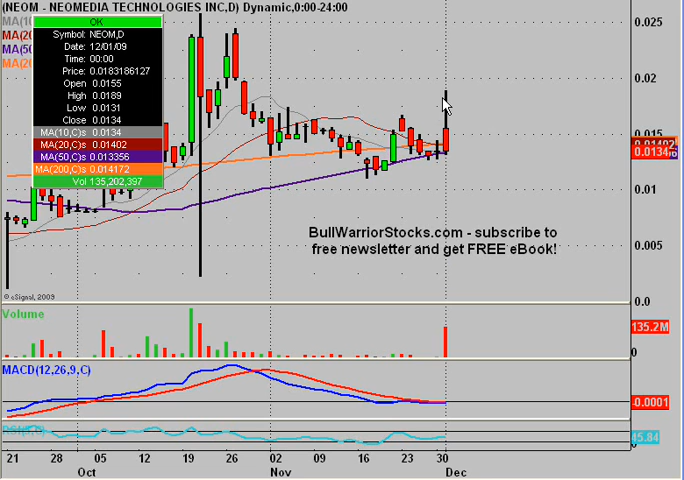 (NEOM - NEOMEDIA TECHNOLOGIES INC,D) Dynamic,0:00-24:00
OK
Symbol: NEOM,D
Date: 12/01/09
Time: 00:00
Price: 0.0183186127
Open 0.0155
High 0.0189
Low 0.0131
Close 0.0134
MA(10,C)s 0.0134
MA(20,C)s 0.01402
MA(50,C)s 0.013356
MA(200,C)s 0.014172
Vol 135,202,397
0.025
0.02
0.015
0.01402
0.0134
0.01
0.005
0.0
BullWarriorStocks.com - subscribe to
free newsletter and get FREE eBook!
© eSignal, 2009
Volume
135.2M
0
MACD(12,26,9,C)
-0.0001
45.84
21 28 05 12 19 26 02 09 16 23 30
Oct Nov Dec